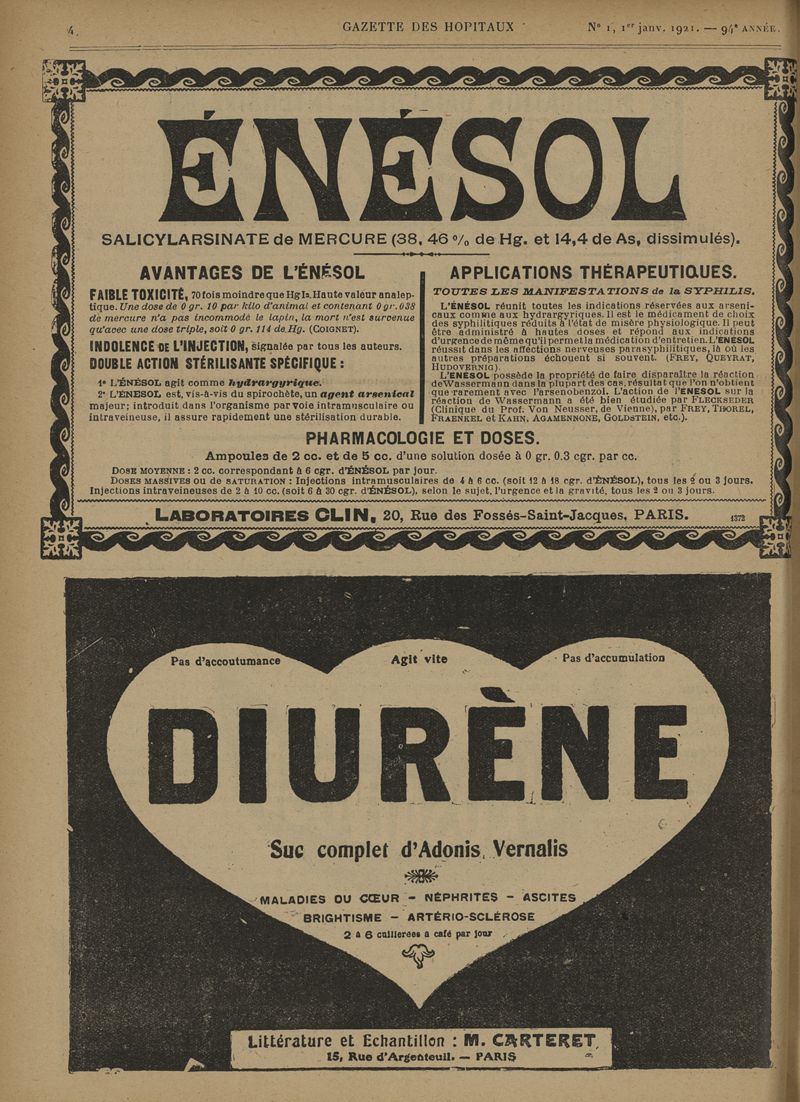 4
GAZETTE DES HOPITAUX
N° 1, 1er janv. 1921. — 94e ANNÉE.
ÉNÉSOL
SALICYLARSINATE de MERCURE (38, 46 % de Hg. et 14,4 de As, dissimulés).
AVANTAGES DE L'ÉNÉSOL
FAIBLE TOXICITÉ, 70 fois moindre que Hg I2. Haute valeur analep-
tique. Une dose de 0 gr. 10 par kilo d'animal et contenant 0 gr. 038
de mercure n'a pas incommodé le lapin, la mort n'est survenue
qu'avec une dose triple, soit 0 gr. 114 de Hg. (COIGNET).
INDOLENCE DE L'INJECTION, signalée par tous les auteurs.
DOUBLE ACTION STÉRILISANTE SPÉCIFIQUE :
1° L'ÉNÉSOL agit comme hydrargyrique.
2° L'ÉNÉSOL est, vis-à-vis du spirochète, un agent arsenical
majeur; introduit dans l'organisme par voie intramusculaire ou
intraveineuse, il assure rapidement une stérilisation durable.
APPLICATIONS THÉRAPEUTIQUES.
TOUTES LES MANIFESTATIONS de la SYPHILIS.
L'ÉNÉSOL réunit toutes les indications réservées aux arseni-
caux comme aux hydrargyriques. Il est le médicament de choix
des syphilitiques réduits à l'état de misère physiologique. Il peut
être administré à hautes doses et répond aux indications
d'urgence de même qu'il permet la médication d'entretien. L'ENÉSOL
réussit dans les affections nerveuses parasyphilitiques, là où les
autres préparations échouent si souvent. (FREY, QUEYRAT,
HUDOVERNIG).
L'ENESOL possède la propriété de faire disparaître la réaction
de Wassermann dans la plupart des cas, résultat que l'on n'obtient
que rarement avec l'arsenobenzol. L'action de l'ENESOL sur la
réaction de Wassermann a été bien étudiée par FLECKSEDER
(Clinique du Prof. Von Neusser, de Vienne), par FREY, THOREL,
FRAENKEL et KAHN, AGAMENNONE, GOLDSTEIN, etc.).
PHARMACOLOGIE ET DOSES.
Ampoules de 2 cc. et de 5 cc. d'une solution dosée à 0 gr. 0.3 cgr. par cc.
DOSE MOYENNE : 2 cc. correspondant à 6 cgr. d'ÉNÉSOL par jour.
DOSES MASSIVES ou de SATURATION : Injections intramusculaires de 4 à 6 cc. (soit 12 à 18 cgr. d'ÉNÉSOL), tous les 2 ou 3 jours.
Injections intraveineuses de 2 à 10 cc. (soit 6 à 30 cgr. d'ÉNÉSOL), selon le sujet, l'urgence et la gravité, tous les 2 ou 3 jours.
LABORATOIRES CLIN, 20, Rue des Fossés-Saint-Jacques, PARIS. 1373
Pas d'accoutumance
Agit vite
Pas d'accumulation
DIURÈNE
Suc complet d'Adonis Vernalis
MALADIES DU CŒUR – NÉPHRITES – ASCITES
BRIGHTISME – ARTÉRIO-SCLÉROSE
2 à 6 cuillerées à café par jour
Littérature et Echantillon : M. CARTERET
15, Rue d'Argenteuil. — PARIS